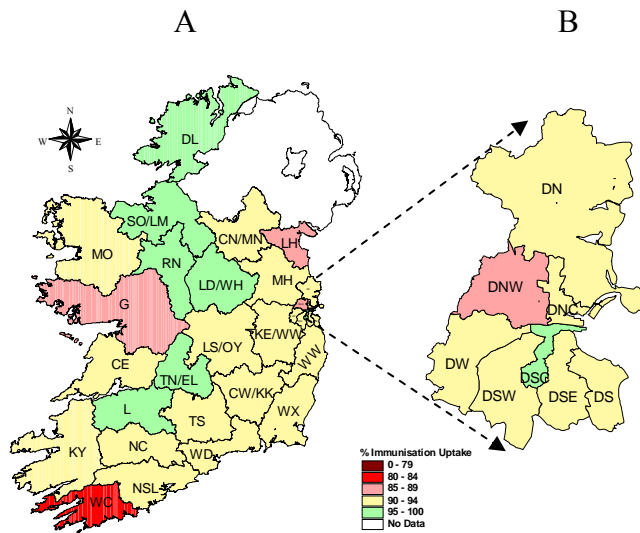 A
B
N
W E
S
DL
SO/LM
MO
RN
CN/MN
LH
LD/WH
MH
G
LS/OY
KE/WW
WW
CE
TN/EL
CW/KK
L
TS
WX
KY
NC
WD
NSL
WC
DN
DNW
DNC
DW
DSC
DSW
DSE
DS
% Immunisation Uptake
0 - 79
80 - 84
85 - 89
90 - 94
95 - 100
No Data